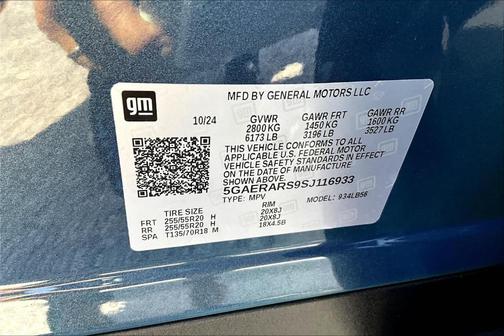 gm
MFD BY GENERAL MOTORS LLC
10/24 GVWR GAWR FRT GAWR RR
2800 KG 1450 KG 1600 KG
6173 LB 3196 LB 3527 LB
THIS VEHICLE CONFORMS TO ALL
APPLICABLE U.S. FEDERAL MOTOR
VEHICLE SAFETY STANDARDS IN EFFECT
ON THE DATE OF MANUFACTURE SHOWN ABOVE.
5GAERARS9SJ116933
TYPE: MPV MODEL: 934LB56
RIM
FRT 255/55R20 H 20X8J
RR 255/55R20 H 20X8J
SPA T135/70R18 M 18X4.5B